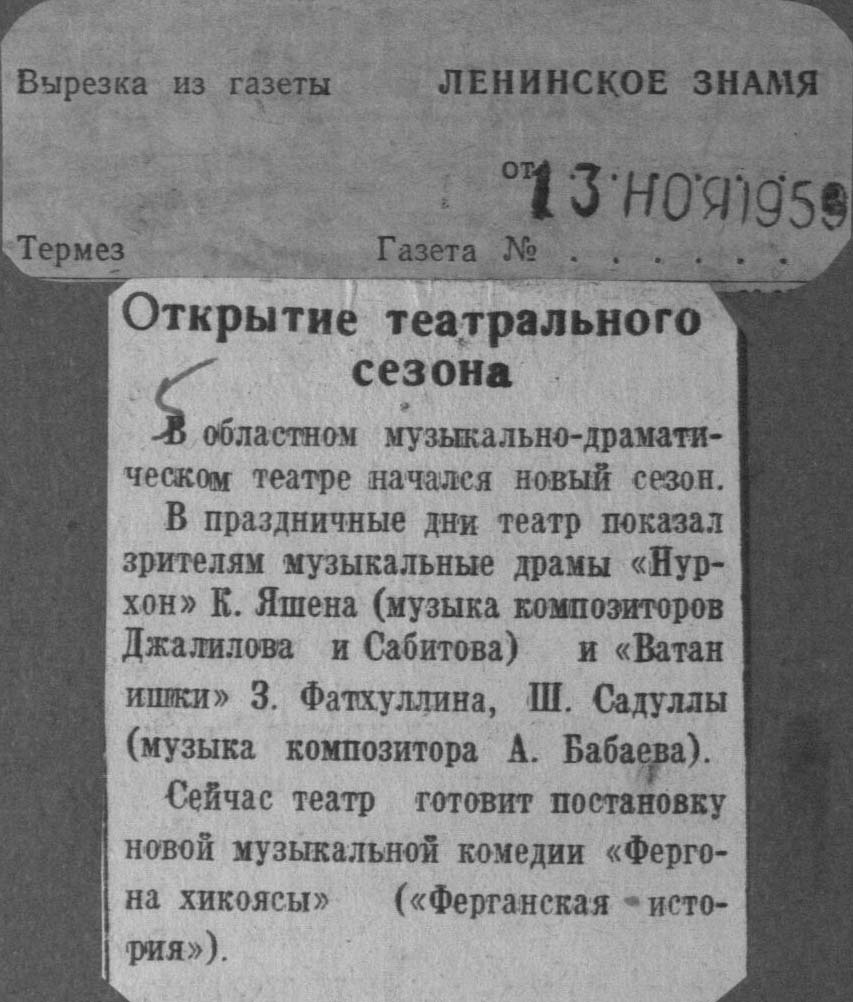 Вырезка из газеты ЛЕНИНСКОЕ ЗНАМЯ
от 13 НОЯ 1959
Термез Газета № . . . . . .
Открытие театрального
сезона
В областном музыкально-драмати-
ческом театре начался новый сезон.
В праздничные дни театр показал
зрителям музыкальные драмы «Нур-
хон» К. Яшена (музыка композиторов
Джалилова и Сабитова) и «Ватан
ишки» З. Фатхуллина, Ш. Садуллы
(музыка композитора А. Бабаева).
Сейчас театр готовит постановку
новой музыкальной комедии «Ферго-
на хикоясы» («Ферганская исто-
рия»).